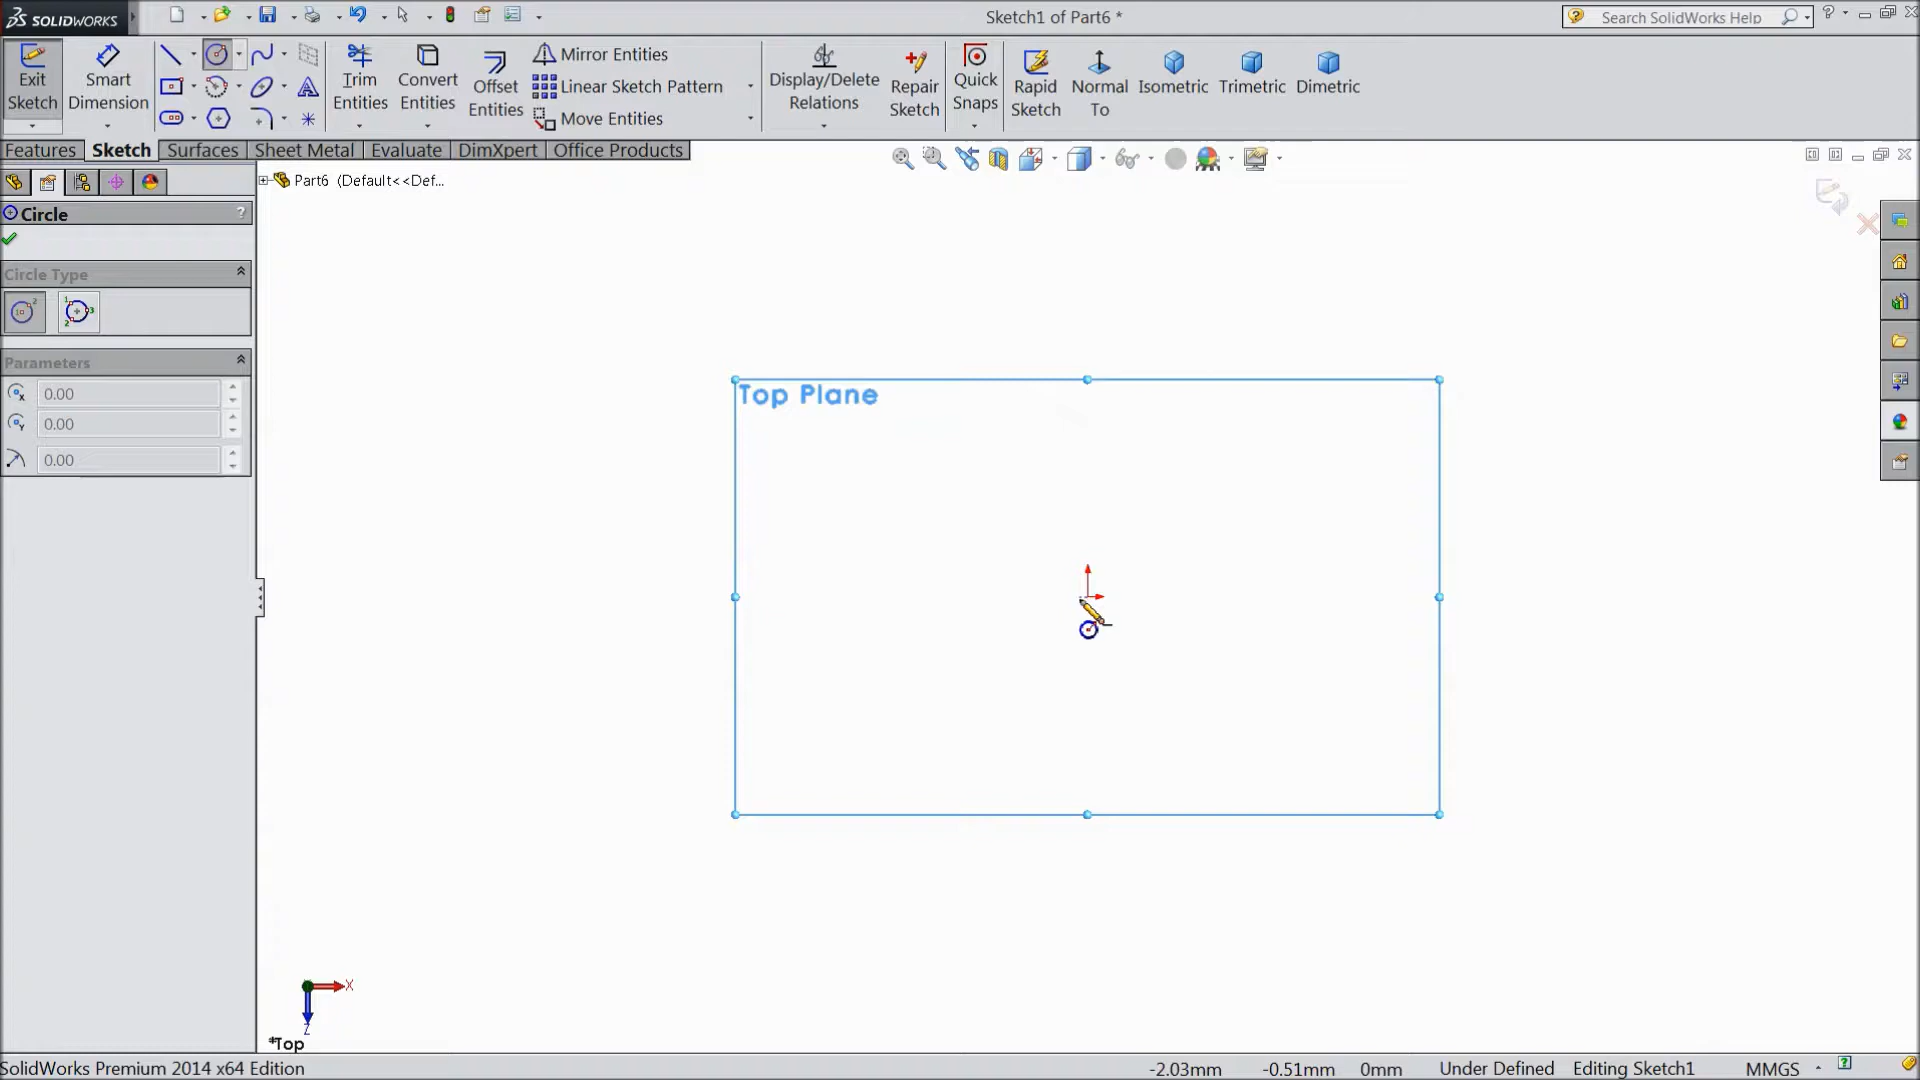 SOLIDWORKS
Sketch1 of Part6 *
Search SolidWorks Help
Exit Sketch
Smart Dimension
Trim Entities
Convert Entities
Offset Entities
Mirror Entities
Linear Sketch Pattern
Move Entities
Display/Delete Relations
Repair Sketch
Quick Snaps
Rapid Sketch
Normal To
Isometric
Trimetric
Dimetric
Features
Sketch
Surfaces
Sheet Metal
Evaluate
DimXpert
Office Products
Part6 (Default<<Def...
Circle
?
Circle Type
Parameters
0.00
0.00
0.00
Top Plane
X
Z
*Top
SolidWorks Premium 2014 x64 Edition
-2.03mm
-0.51mm
0mm
Under Defined
Editing Sketch1
MMGS